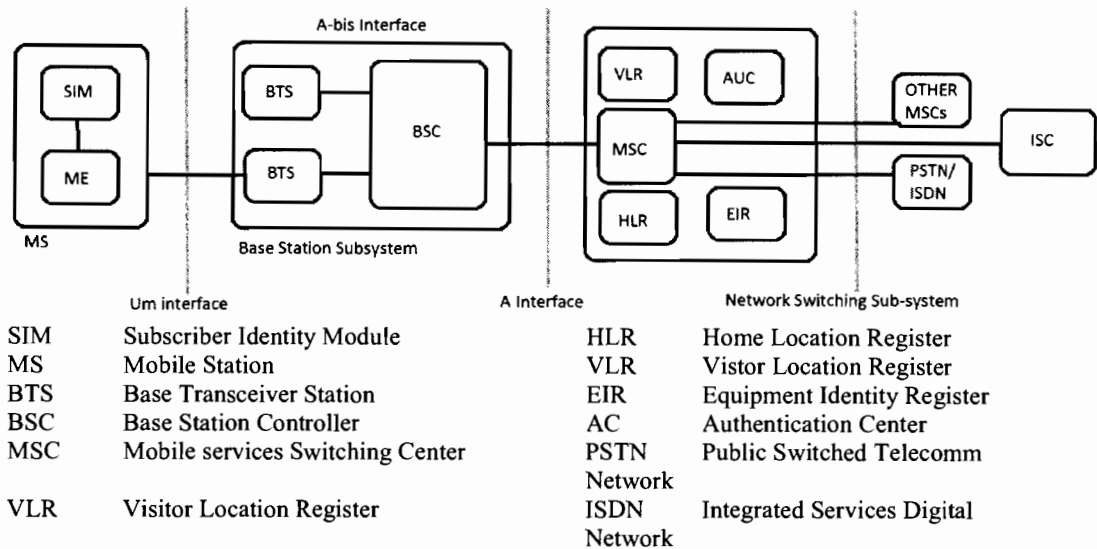 A-bis Interface
SIM
ME
MS
BTS
BTS
BSC
Base Station Subsystem
VLR
AUC
MSC
HLR
EIR
OTHER
MSCs
PSTN/
ISDN
ISC
Um interface
A Interface
Network Switching Sub-system
SIM Subscriber Identity Module
MS Mobile Station
BTS Base Transceiver Station
BSC Base Station Controller
MSC Mobile services Switching Center
VLR Visitor Location Register
HLR Home Location Register
VLR Vistor Location Register
EIR Equipment Identity Register
AC Authentication Center
PSTN Public Switched Telecomm
Network
ISDN Integrated Services Digital
Network